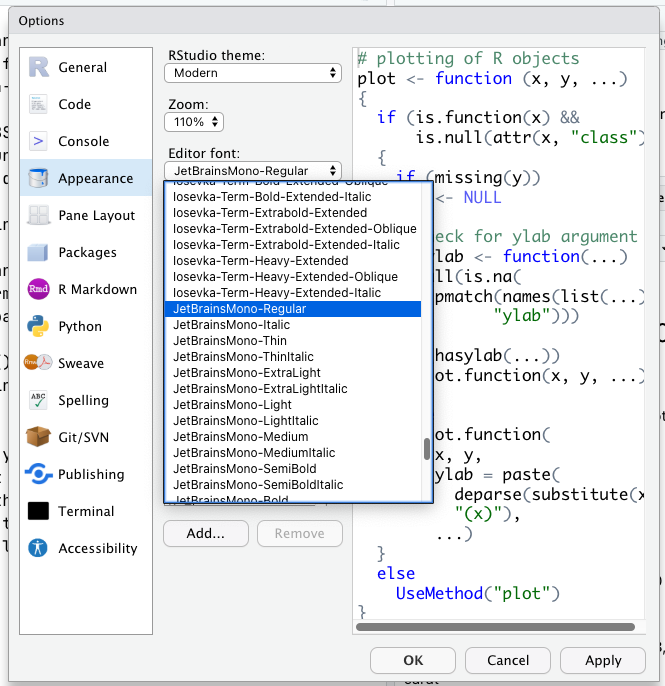 Options
General
Code
Console
Appearance
Pane Layout
Packages
Rmd R Markdown
Python
Sweave
ABC Spelling
Git/SVN
Publishing
Terminal
Accessibility
RStudio theme:
Modern
Zoom:
110%
Editor font:
JetBrainsMono-Regular
Iosevka-Term-Bold-Extended-Oblique
Iosevka-Term-Bold-Extended-Italic
Iosevka-Term-Extrabold-Extended
Iosevka-Term-Extrabold-Extended-Oblique
Iosevka-Term-Extrabold-Extended-Italic
Iosevka-Term-Heavy-Extended
Iosevka-Term-Heavy-Extended-Oblique
Iosevka-Term-Heavy-Extended-Italic
JetBrainsMono-Regular
JetBrainsMono-Italic
JetBrainsMono-Thin
JetBrainsMono-ThinItalic
JetBrainsMono-ExtraLight
JetBrainsMono-ExtraLightItalic
JetBrainsMono-Light
JetBrainsMono-LightItalic
JetBrainsMono-Medium
JetBrainsMono-MediumItalic
JetBrainsMono-SemiBold
JetBrainsMono-SemiBoldItalic
JetBrainsMono-Bold
Add...
Remove
# plotting of R objects
plot <- function (x, y, ...)
{
if (is.function(x) &&
is.null(attr(x, "class")
{
if (missing(y))
<- NULL
eck for ylab argument
ylab <- function(...)
ll(is.na(
pmatch(names(list(...)
"ylab")))
hasylab(...))
ot.function(x, y, ...)
ot.function(
x, y,
ylab = paste(
deparse(substitute(x
"(x)"),
...)
}
else
UseMethod("plot")
}
OK
Cancel
Apply